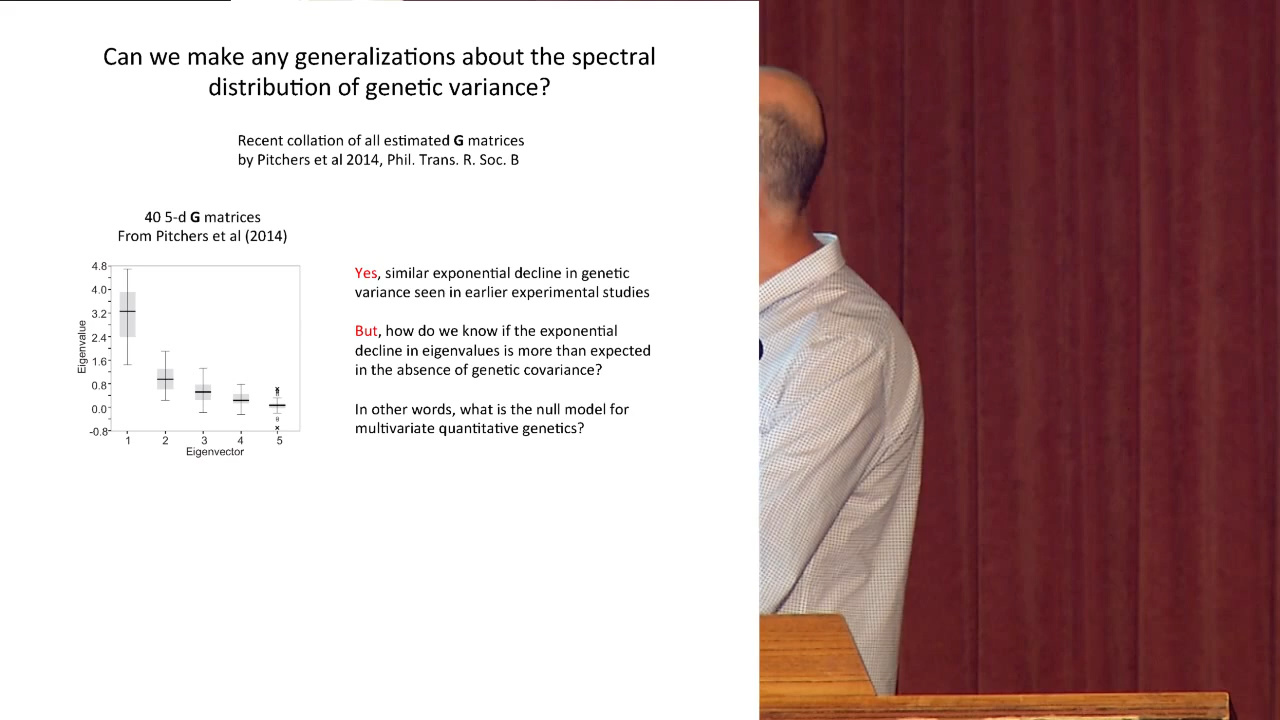 Can we make any generalizations about the spectral
distribution of genetic variance?
Recent collation of all estimated G matrices
by Pitchers et al 2014, Phil. Trans. R. Soc. B
40 5-d G matrices
From Pitchers et al (2014)
4.8
4.0
3.2
2.4
1.6
0.8
0.0
-0.8
Eigenvalue
1 2 3 4 5
Eigenvector
Yes, similar exponential decline in genetic
variance seen in earlier experimental studies
But, how do we know if the exponential
decline in eigenvalues is more than expected
in the absence of genetic covariance?
In other words, what is the null model for
multivariate quantitative genetics?